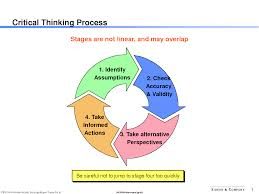 Critical Thinking Process
Stages are not linear, and may overlap
1. Identify
Assumptions
2. Check
Accuracy
& Validity
3. Take alternative
Perspectives
4. Take
Informed
Actions
Be careful not to jump to stage four too quickly
1